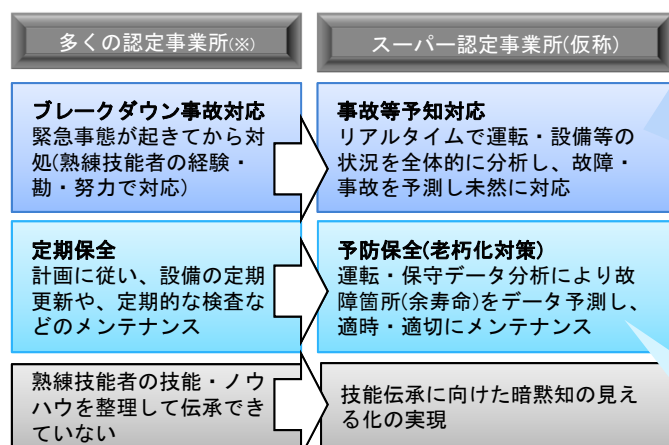 多くの認定事業所(※)
スーパー認定事業所(仮称)
ブレークダウン事故対応
緊急事態が起きてから対
処(熟練技能者の経験・
勘・努力で対応)
事故等予知対応
リアルタイムで運転・設備等の
状況を全体的に分析し、故障・
事故を予測し未然に対応
定期保全
計画に従い、設備の定期
更新や、定期的な検査な
どのメンテナンス
予防保全(老朽化対策)
運転・保守データ分析により故
障箇所(余寿命)をデータ予測し、
適時・適切にメンテナンス
熟練技能者の技能・ノウ
ハウを整理して伝承でき
ていない
技能伝承に向けた暗黙知の見え
る化の実現